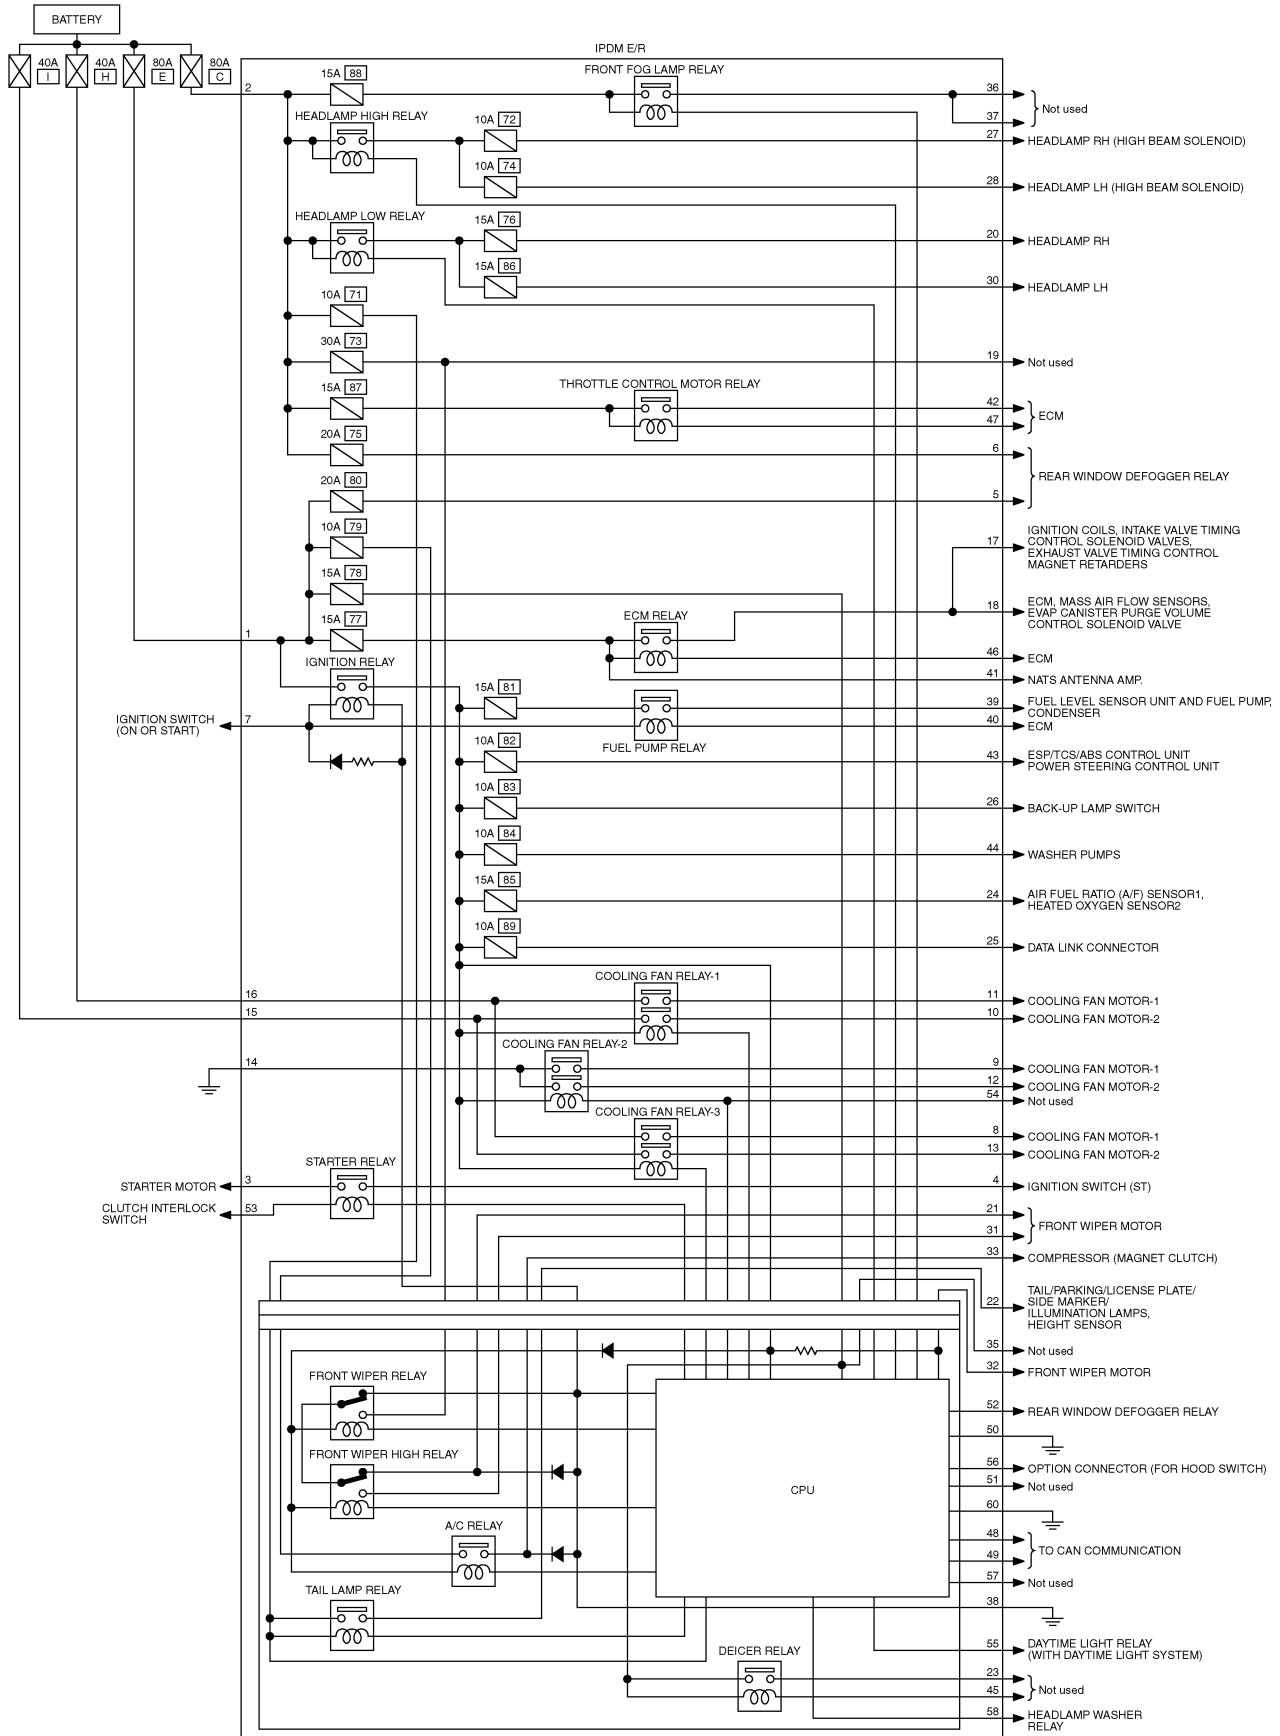 BATTERY
40A
I
40A
H
80A
E
80A
C
IPDM E/R
2
15A 88
FRONT FOG LAMP RELAY
36
37
Not used
HEADLAMP HIGH RELAY
10A 72
27
HEADLAMP RH (HIGH BEAM SOLENOID)
10A 74
28
HEADLAMP LH (HIGH BEAM SOLENOID)
HEADLAMP LOW RELAY
15A 76
20
HEADLAMP RH
15A 86
30
HEADLAMP LH
10A 71
30A 73
19
Not used
15A 87
THROTTLE CONTROL MOTOR RELAY
42
47
ECM
20A 75
6
REAR WINDOW DEFOGGER RELAY
20A 80
5
10A 79
17
IGNITION COILS, INTAKE VALVE TIMING
CONTROL SOLENOID VALVES,
EXHAUST VALVE TIMING CONTROL
MAGNET RETARDERS
15A 78
18
ECM, MASS AIR FLOW SENSORS,
EVAP CANISTER PURGE VOLUME
CONTROL SOLENOID VALVE
1
15A 77
ECM RELAY
46
ECM
41
NATS ANTENNA AMP.
IGNITION RELAY
15A 81
39
FUEL LEVEL SENSOR UNIT AND FUEL PUMP,
CONDENSER
IGNITION SWITCH
(ON OR START)
7
40
ECM
FUEL PUMP RELAY
10A 82
43
ESP/TCS/ABS CONTROL UNIT
POWER STEERING CONTROL UNIT
10A 83
26
BACK-UP LAMP SWITCH
10A 84
44
WASHER PUMPS
15A 85
24
AIR FUEL RATIO (A/F) SENSOR1,
HEATED OXYGEN SENSOR2
10A 89
25
DATA LINK CONNECTOR
COOLING FAN RELAY-1
16
11
COOLING FAN MOTOR-1
15
10
COOLING FAN MOTOR-2
COOLING FAN RELAY-2
14
9
COOLING FAN MOTOR-1
12
COOLING FAN MOTOR-2
54
Not used
COOLING FAN RELAY-3
8
COOLING FAN MOTOR-1
13
COOLING FAN MOTOR-2
STARTER RELAY
STARTER MOTOR
3
4
IGNITION SWITCH (ST)
CLUTCH INTERLOCK
SWITCH
53
21
31
FRONT WIPER MOTOR
33
COMPRESSOR (MAGNET CLUTCH)
22
TAIL/PARKING/LICENSE PLATE/
SIDE MARKER/
ILLUMINATION LAMPS,
HEIGHT SENSOR
35
Not used
32
FRONT WIPER MOTOR
FRONT WIPER RELAY
52
REAR WINDOW DEFOGGER RELAY
50
FRONT WIPER HIGH RELAY
56
OPTION CONNECTOR (FOR HOOD SWITCH)
51
Not used
CPU
60
A/C RELAY
48
49
TO CAN COMMUNICATION
57
Not used
TAIL LAMP RELAY
38
DEICER RELAY
55
DAYTIME LIGHT RELAY
(WITH DAYTIME LIGHT SYSTEM)
23
45
Not used
58
HEADLAMP WASHER
RELAY